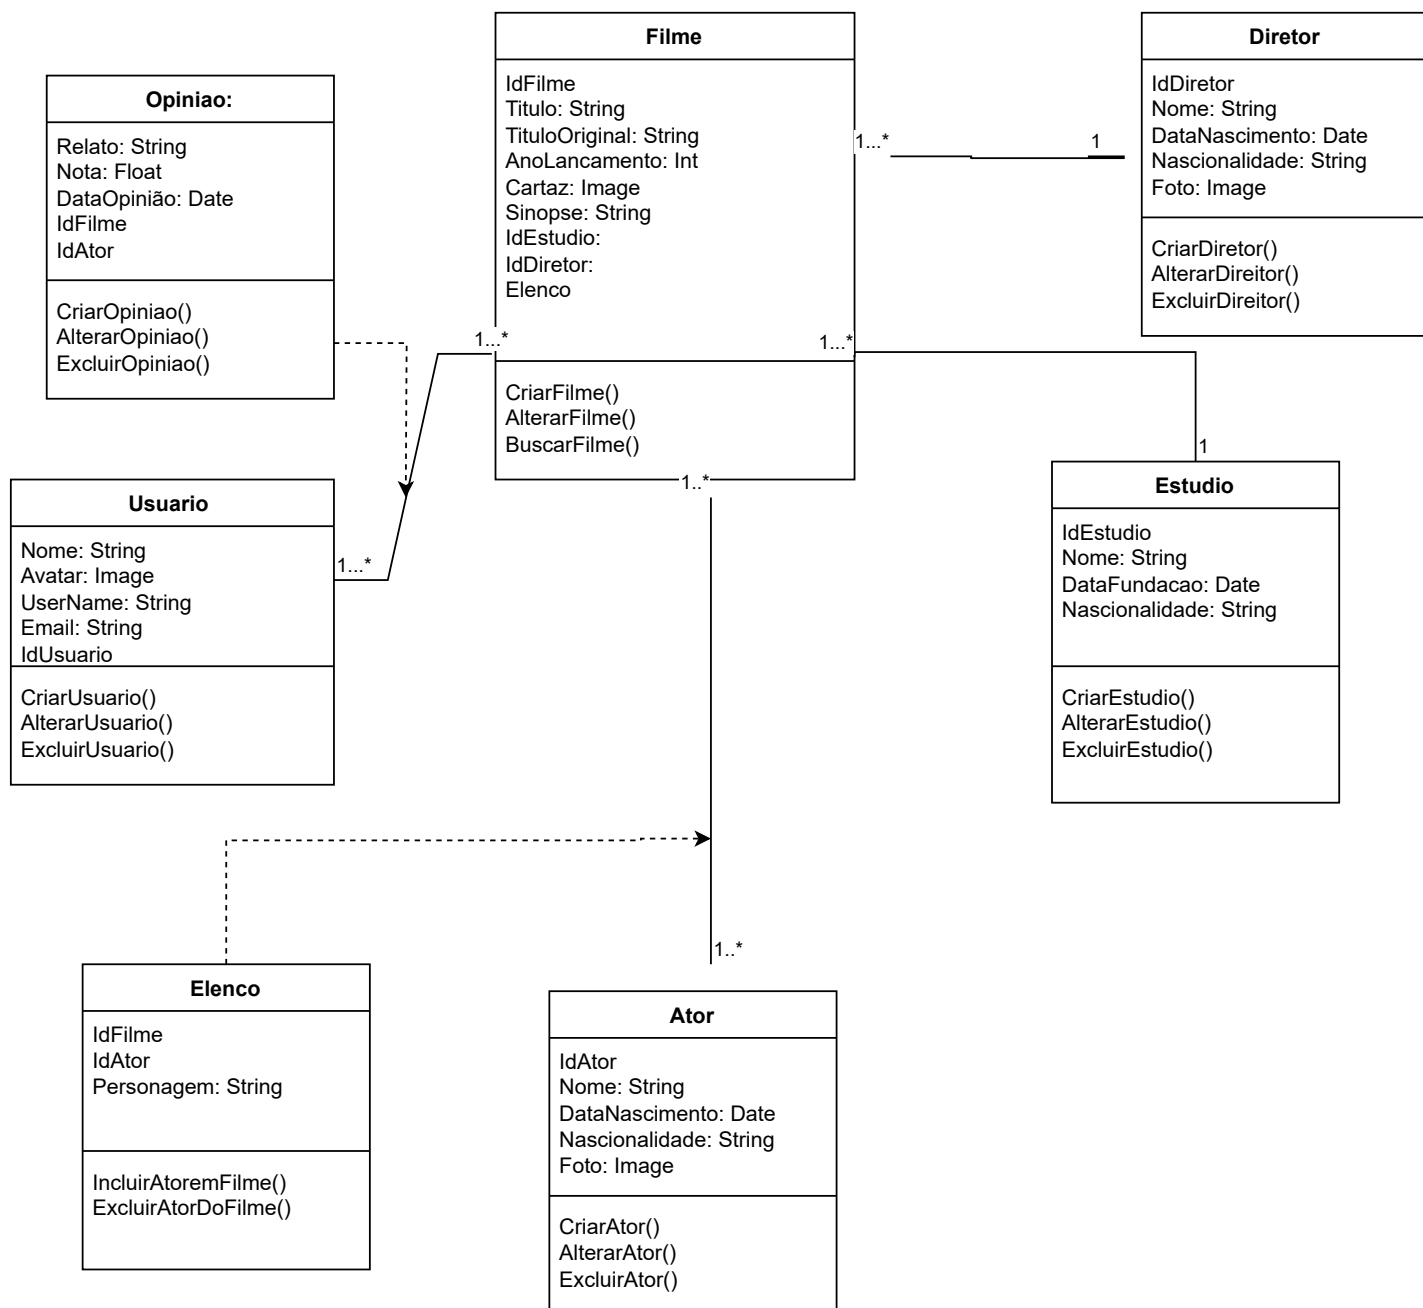 Filme
IdFilme
Titulo: String
TituloOriginal: String
AnoLancamento: Int
Cartaz: Image
Sinopse: String
IdEstudio:
IdDiretor:
Elenco
CriarFilme()
AlterarFilme()
BuscarFilme()
Diretor
IdDiretor
Nome: String
DataNascimento: Date
Nascionalidade: String
Foto: Image
CriarDiretor()
AlterarDireitor()
ExcluirDireitor()
Opiniao:
Relato: String
Nota: Float
DataOpinião: Date
IdFilme
IdAtor
CriarOpiniao()
AlterarOpiniao()
ExcluirOpiniao()
1...*
1
1...*
1...*
1
1..*
1...*
1..*
Usuario
Nome: String
Avatar: Image
UserName: String
Email: String
IdUsuario
CriarUsuario()
AlterarUsuario()
ExcluirUsuario()
Estudio
IdEstudio
Nome: String
DataFundacao: Date
Nascionalidade: String
CriarEstudio()
AlterarEstudio()
ExcluirEstudio()
Elenco
IdFilme
IdAtor
Personagem: String
IncluirAtoremFilme()
ExcluirAtorDoFilme()
Ator
IdAtor
Nome: String
DataNascimento: Date
Nascionalidade: String
Foto: Image
CriarAtor()
AlterarAtor()
ExcluirAtor()